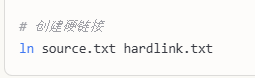 # 创建硬链接
ln source.txt hardlink.txt